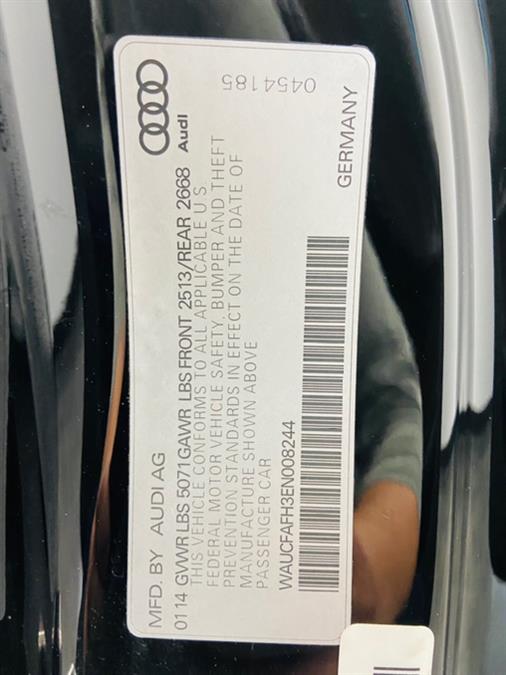 MFD. BY AUDI AG
Audi
01 14 GVWR LBS 5071 GAWR LBS FRONT 2513/REAR 2668
THIS VEHICLE CONFORMS TO ALL APPLICABLE U S
FEDERAL MOTOR VEHICLE SAFETY, BUMPER AND THEFT
PREVENTION STANDARDS IN EFFECT ON THE DATE OF
MANUFACTURE SHOWN ABOVE
PASSENGER CAR
0454185
WAUCFAFH3EN008244
GERMANY